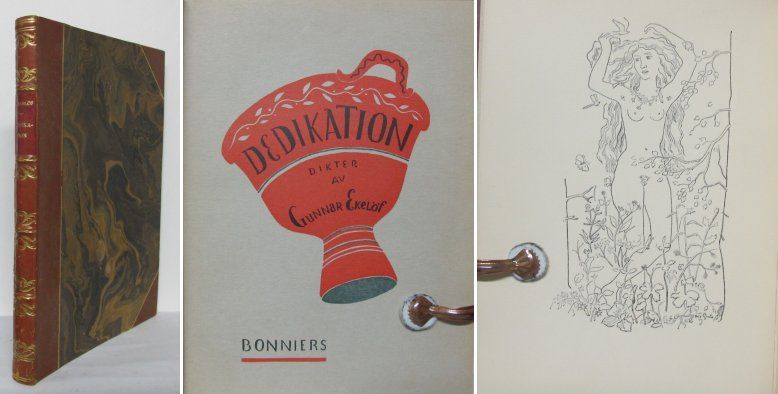 DEDIKATION
DIKTER
AV
GUNNAR EKELÖF
BONNIERS